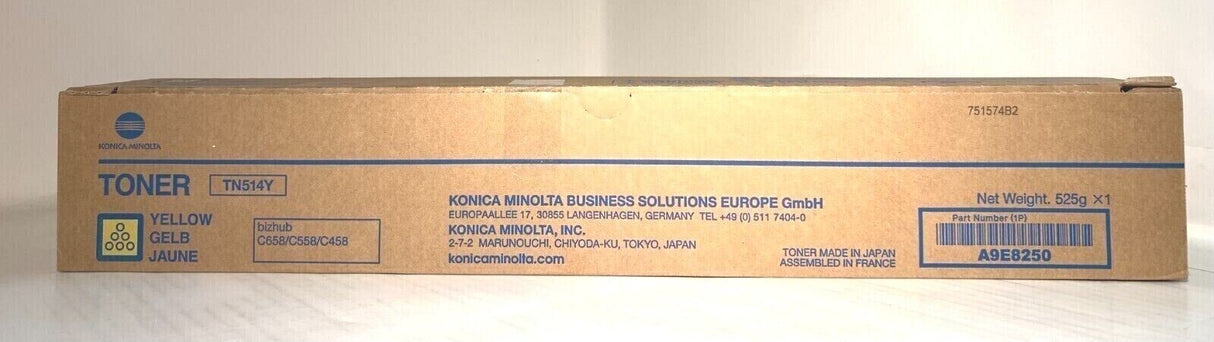 751574B2
KONICA MINOLTA
TONER TN514Y
YELLOW
GELB
JAUNE
bizhub
C658/C558/C458
KONICA MINOLTA BUSINESS SOLUTIONS EUROPE GmbH
EUROPAALLEE 17, 30855 LANGENHAGEN, GERMANY TEL +49 (0) 511 7404-0
KONICA MINOLTA, INC.
2-7-2 MARUNOUCHI, CHIYODA-KU, TOKYO, JAPAN
konicaminolta.com
TONER MADE IN JAPAN
ASSEMBLED IN FRANCE
Net Weight. 525g ×1
Part Number (1P)
A9E8250